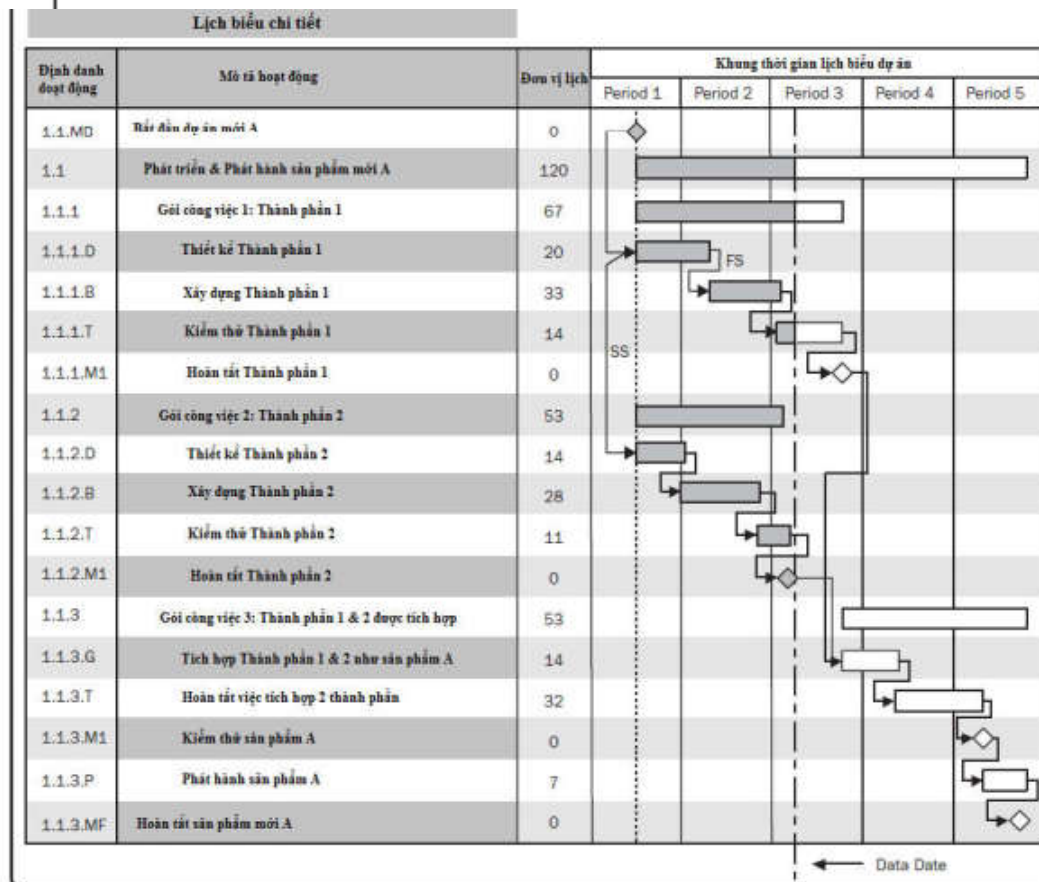 Lịch biểu chi tiết
Định danh Mô tả hoạt động Đơn vị lịch Khung thời gian lịch biểu dự án
doạt động Period 1 Period 2 Period 3 Period 4 Period 5
1.1.MD Bắt đầu dự án mới A 0
1.1 Phát triển & Phát hành sản phẩm mới A 120
1.1.1 Gói công việc 1: Thành phần 1 67
1.1.1.D Thiết kế Thành phần 1 20 FS
1.1.1.B Xây dựng Thành phần 1 33
1.1.1.T Kiểm thử Thành phần 1 14
SS
1.1.1.M1 Hoàn tất Thành phần 1 0
1.1.2 Gói công việc 2: Thành phần 2 53
1.1.2.D Thiết kế Thành phần 2 14
1.1.2.B Xây dựng Thành phần 2 28
1.1.2.T Kiểm thử Thành phần 2 11
1.1.2.M1 Hoàn tất Thành phần 2 0
1.1.3 Gói công việc 3: Thành phần 1 & 2 được tích hợp 53
1.1.3.G Tích hợp Thành phần 1 & 2 như sản phẩm A 14
1.1.3.T Hoàn tất việc tích hợp 2 thành phần 32
1.1.3.M1 Kiểm thử sản phẩm A 0
1.1.3.P Phát hành sản phẩm A 7
1.1.3.MF Hoàn tất sản phẩm mới A 0
Data Date